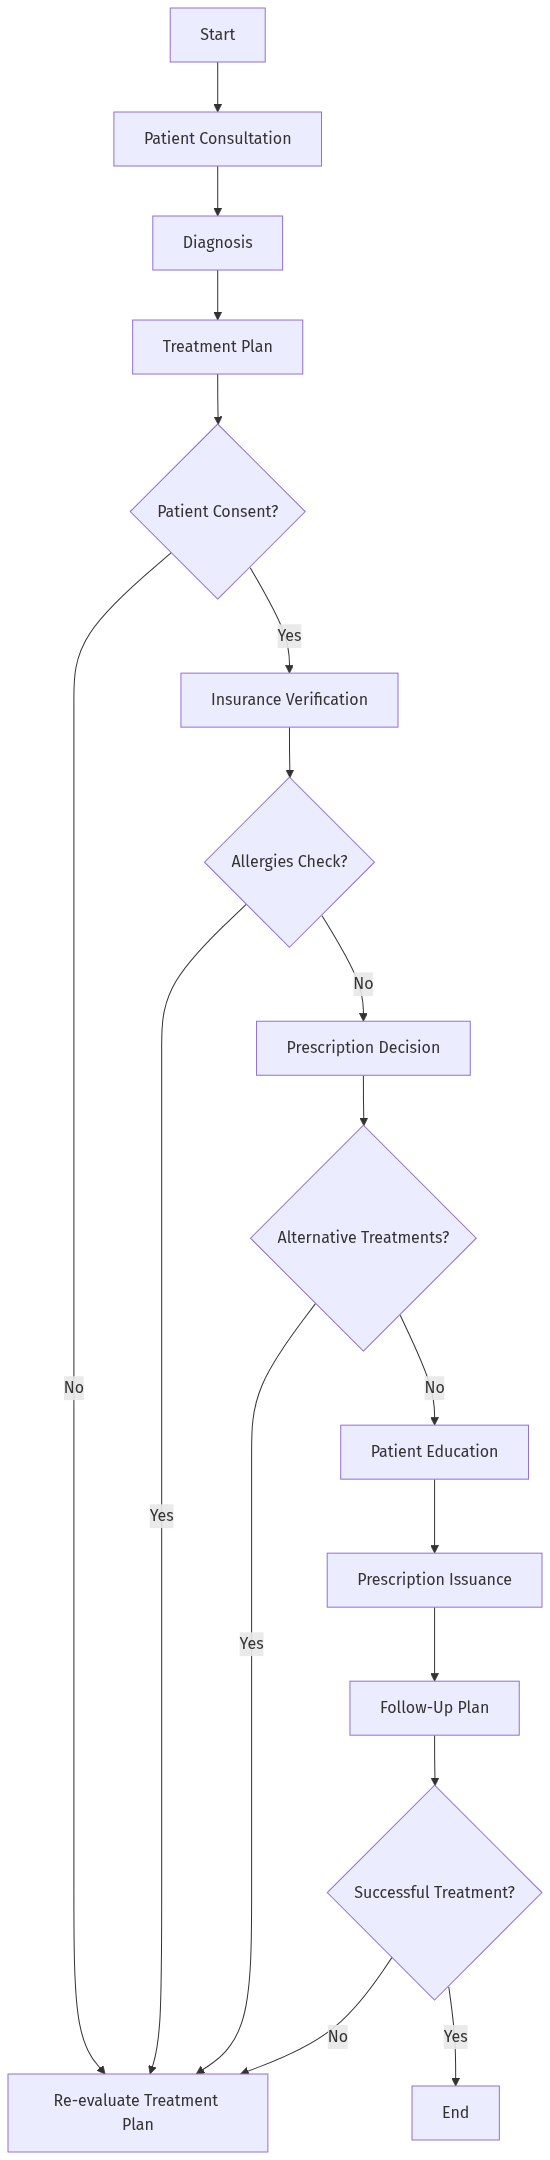 Start
Patient Consultation
Diagnosis
Treatment Plan
Patient Consent?
Yes
Insurance Verification
Allergies Check?
No
Prescription Decision
Alternative Treatments?
No
No
Patient Education
Yes
Prescription Issuance
Yes
Follow-Up Plan
Successful Treatment?
No
Yes
Re-evaluate Treatment
Plan
End